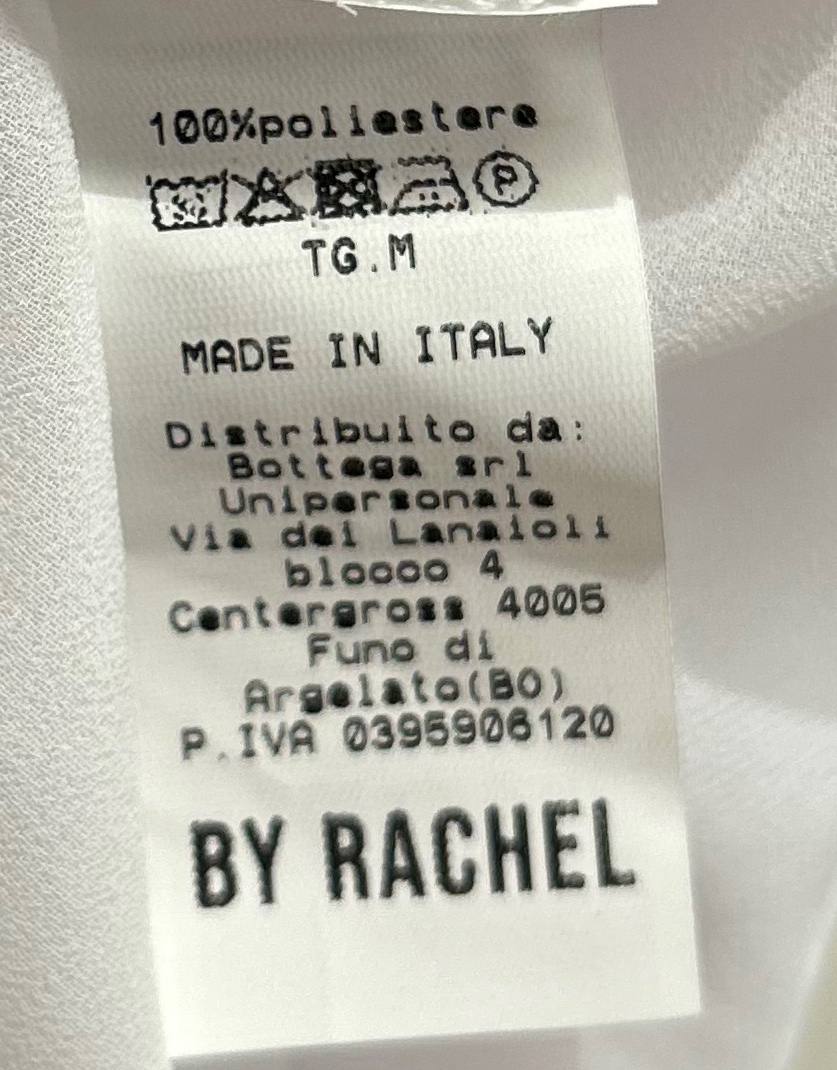 100%poliestere
P
TG.M
MADE IN ITALY
Distribuito da:
Bottega srl
Unipersonale
Via dei Lanaioli
blocco 4
Centergross 4005
Funo di
Argelato(BO)
P.IVA 0395906120
BY RACHEL